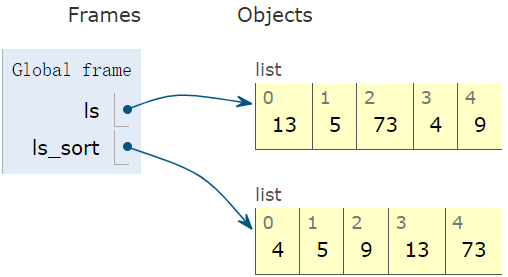 Frames Objects
Global frame
ls
ls_sort
list
0 1 2 3 4
13 5 73 4 9
list
0 1 2 3 4
4 5 9 13 73